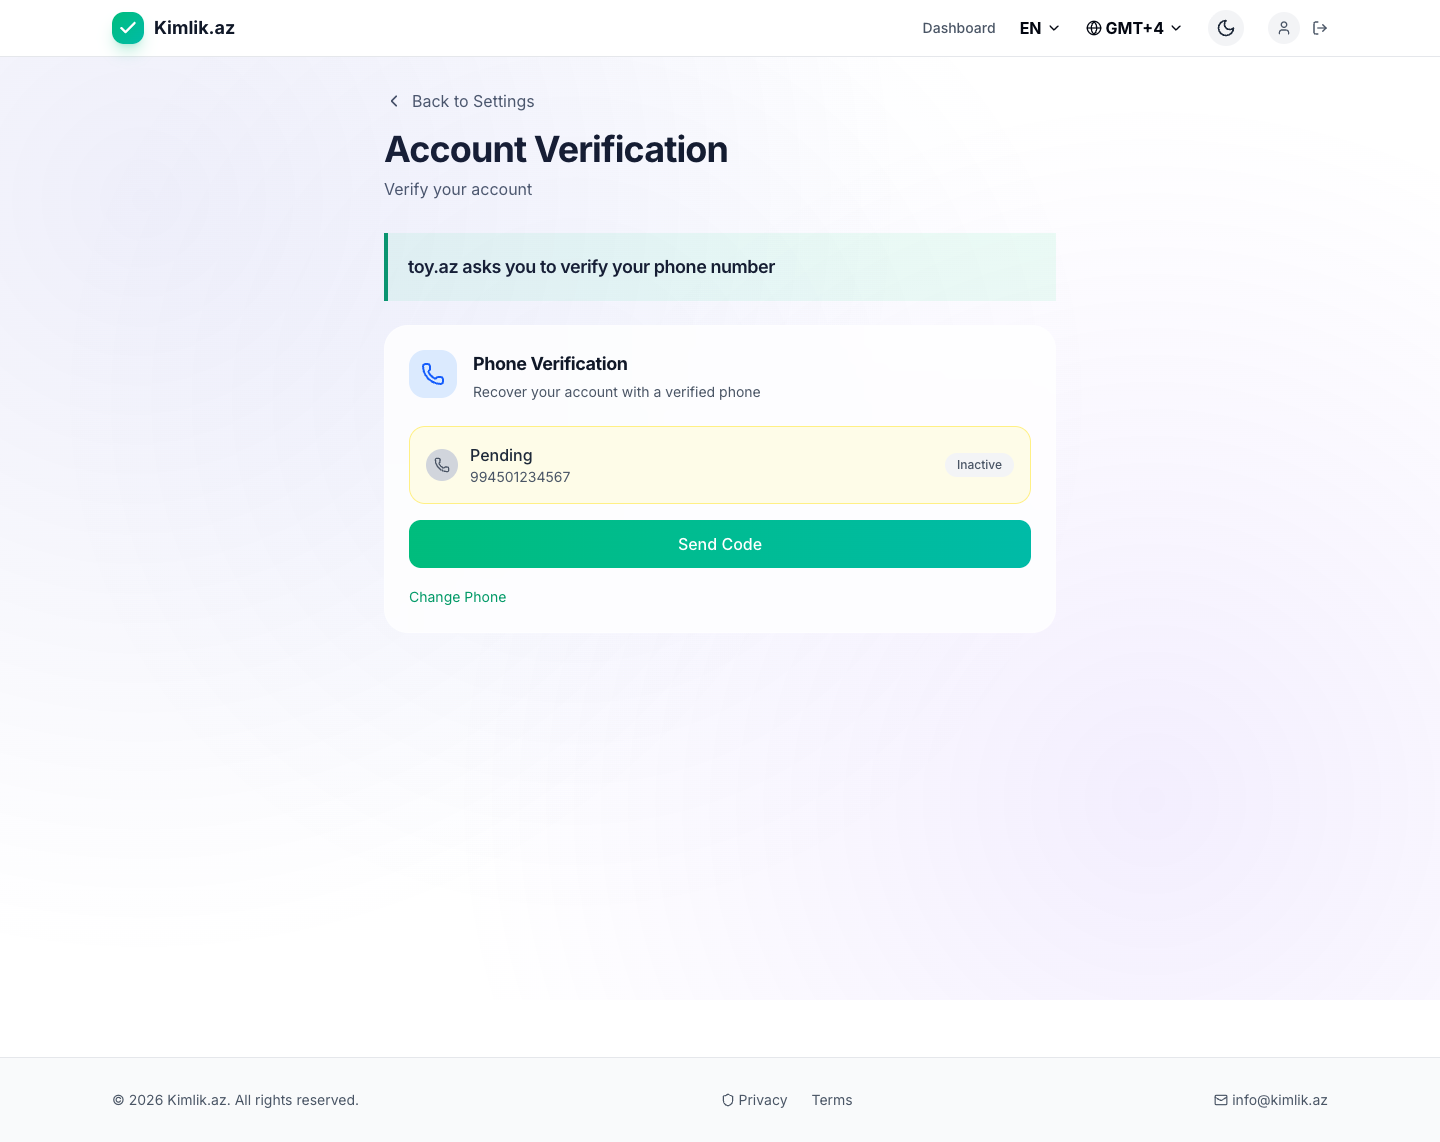 Kimlik.az
Dashboard
EN
GMT+4
Back to Settings
Account Verification
Verify your account
toy.az asks you to verify your phone number
Phone Verification
Recover your account with a verified phone
Pending
994501234567
Inactive
Send Code
Change Phone
© 2026 Kimlik.az. All rights reserved.
Privacy
Terms
info@kimlik.az